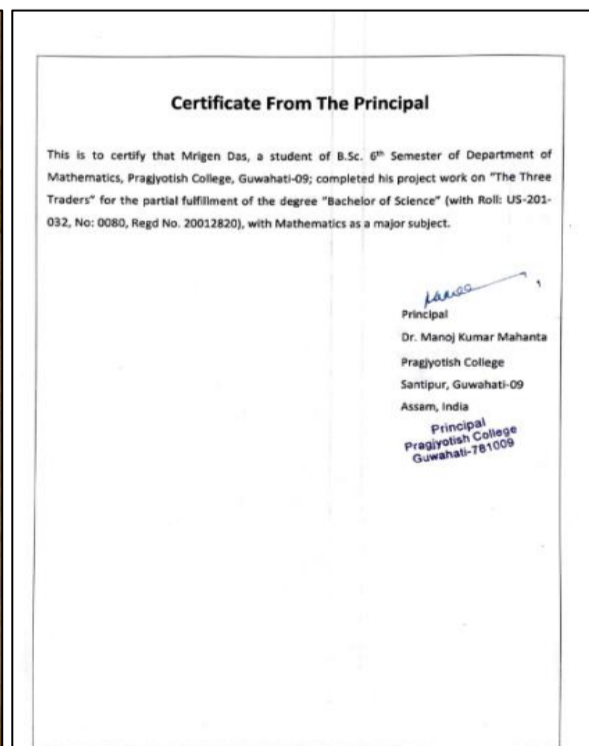 Certificate From The Principal
This is to certify that Mrigen Das, a student of B.Sc. 6th Semester of Department of
Mathematics, Pragjyotish College, Guwahati-09; completed his project work on "The Three
Traders" for the partial fulfillment of the degree "Bachelor of Science" (with Roll: US-201-
032, No: 0080, Regd No. 20012820), with Mathematics as a major subject.
Principal
Dr. Manoj Kumar Mahanta
Pragjyotish College
Santipur, Guwahati-09
Assam, India
Principal
Pragjyotish College
Guwahati-781009